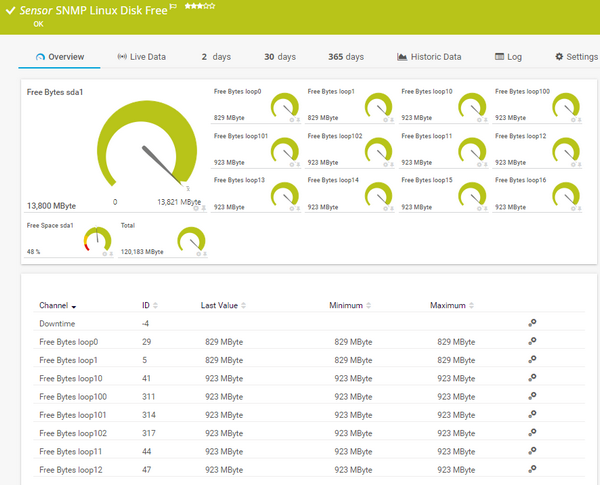 Sensor SNMP Linux Disk Free
OK
Overview Live Data 2 days 30 days 365 days Historic Data Log Settings
Free Bytes sda1
0 13,821 MByte
13,800 MByte
Free Bytes loop0
829 MByte
Free Bytes loop1
829 MByte
Free Bytes loop10
923 MByte
Free Bytes loop100
923 MByte
Free Bytes loop101
923 MByte
Free Bytes loop102
923 MByte
Free Bytes loop11
923 MByte
Free Bytes loop12
923 MByte
Free Bytes loop13
923 MByte
Free Bytes loop14
923 MByte
Free Bytes loop15
923 MByte
Free Bytes loop16
923 MByte
Free Space sda1
48 %
Total
120,183 MByte
Channel ID Last Value Minimum Maximum
Downtime -4
Free Bytes loop0 29 829 MByte 829 MByte 829 MByte
Free Bytes loop1 5 829 MByte 829 MByte 829 MByte
Free Bytes loop10 41 923 MByte 923 MByte 923 MByte
Free Bytes loop100 311 923 MByte 923 MByte 923 MByte
Free Bytes loop101 314 923 MByte 923 MByte 923 MByte
Free Bytes loop102 317 923 MByte 923 MByte 923 MByte
Free Bytes loop11 44 923 MByte 923 MByte 923 MByte
Free Bytes loop12 47 923 MByte 923 MByte 923 MByte